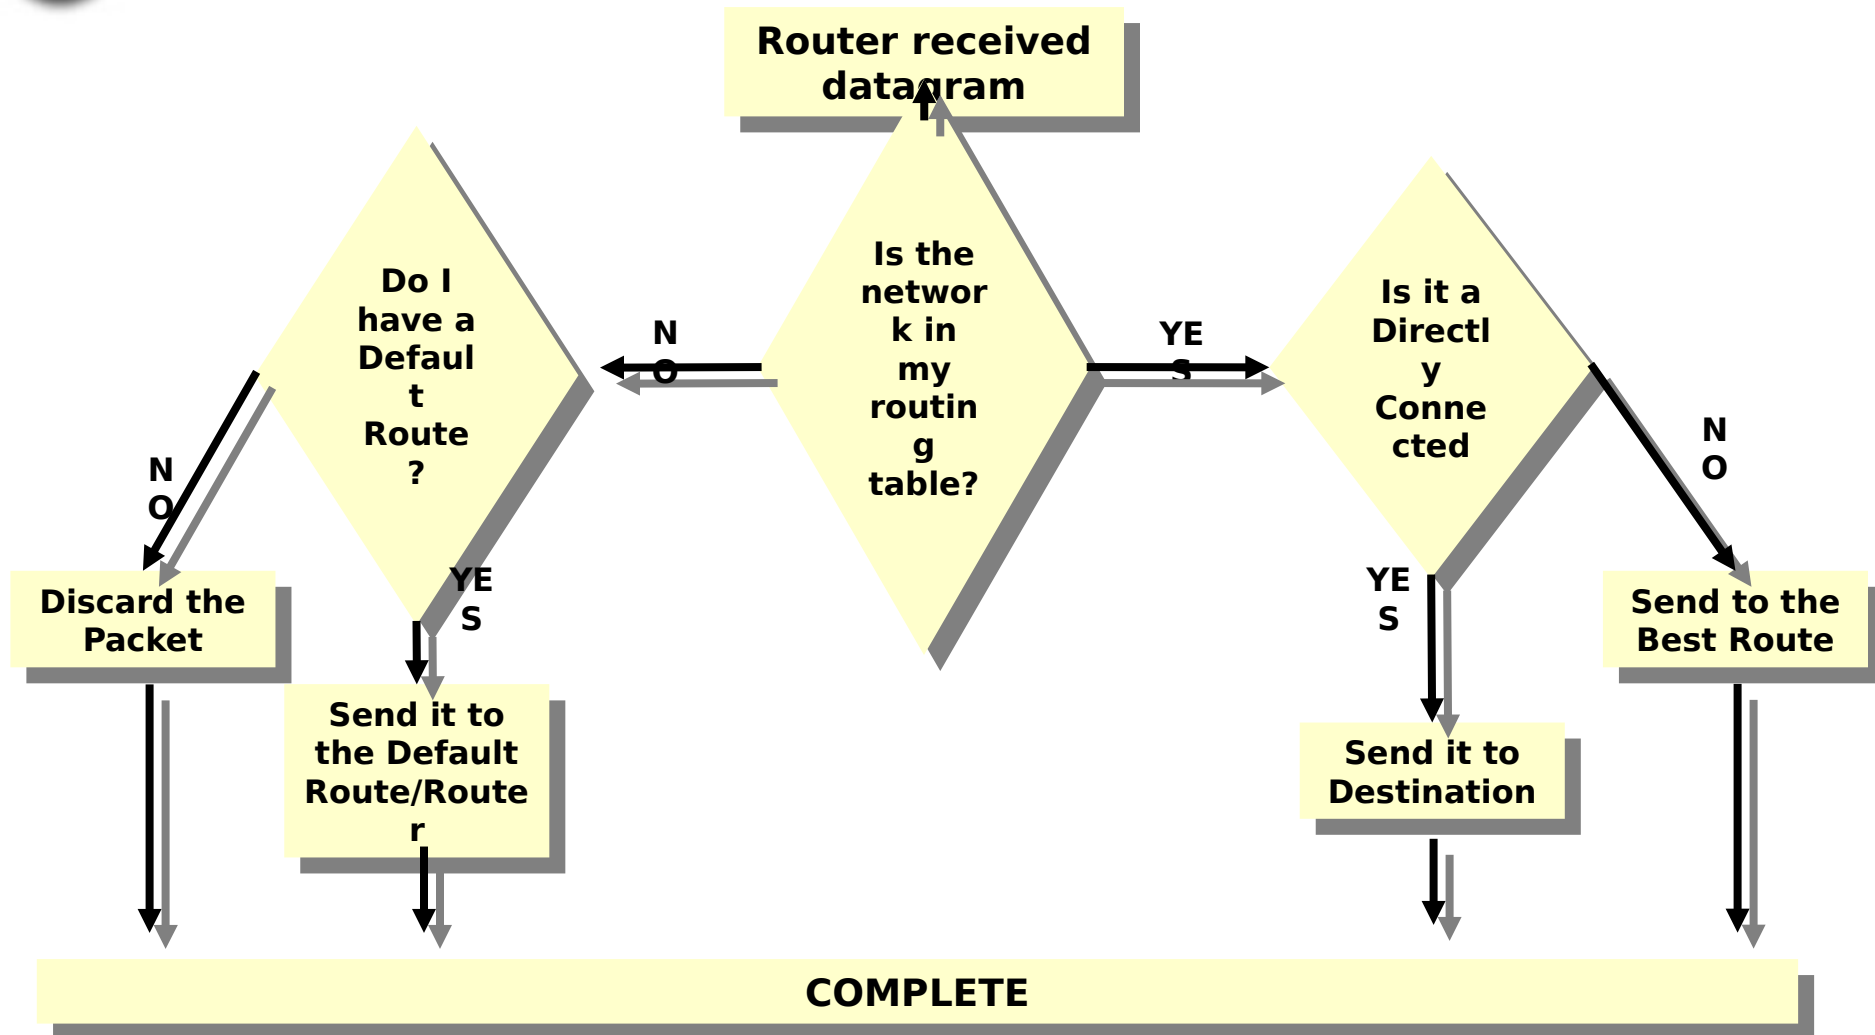 Router received
datagram
Is the
networ
k in
my
routin
g
table?
N
O
YE
S
Do I
have a
Defaul
t
Route
?
Is it a
Directl
y
Conne
cted
N
O
YE
S
YE
S
N
O
Discard the
Packet
Send it to
the Default
Route/Route
r
Send it to
Destination
Send to the
Best Route
COMPLETE